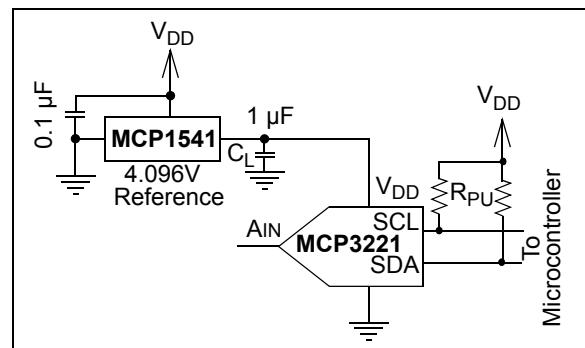 VDD
0.1 µF
MCP1541
1 µF
CL
4.096V
Reference
VDD
VDD
RPU
AIN
SCL
MCP3221
SDA
To
Microcontroller